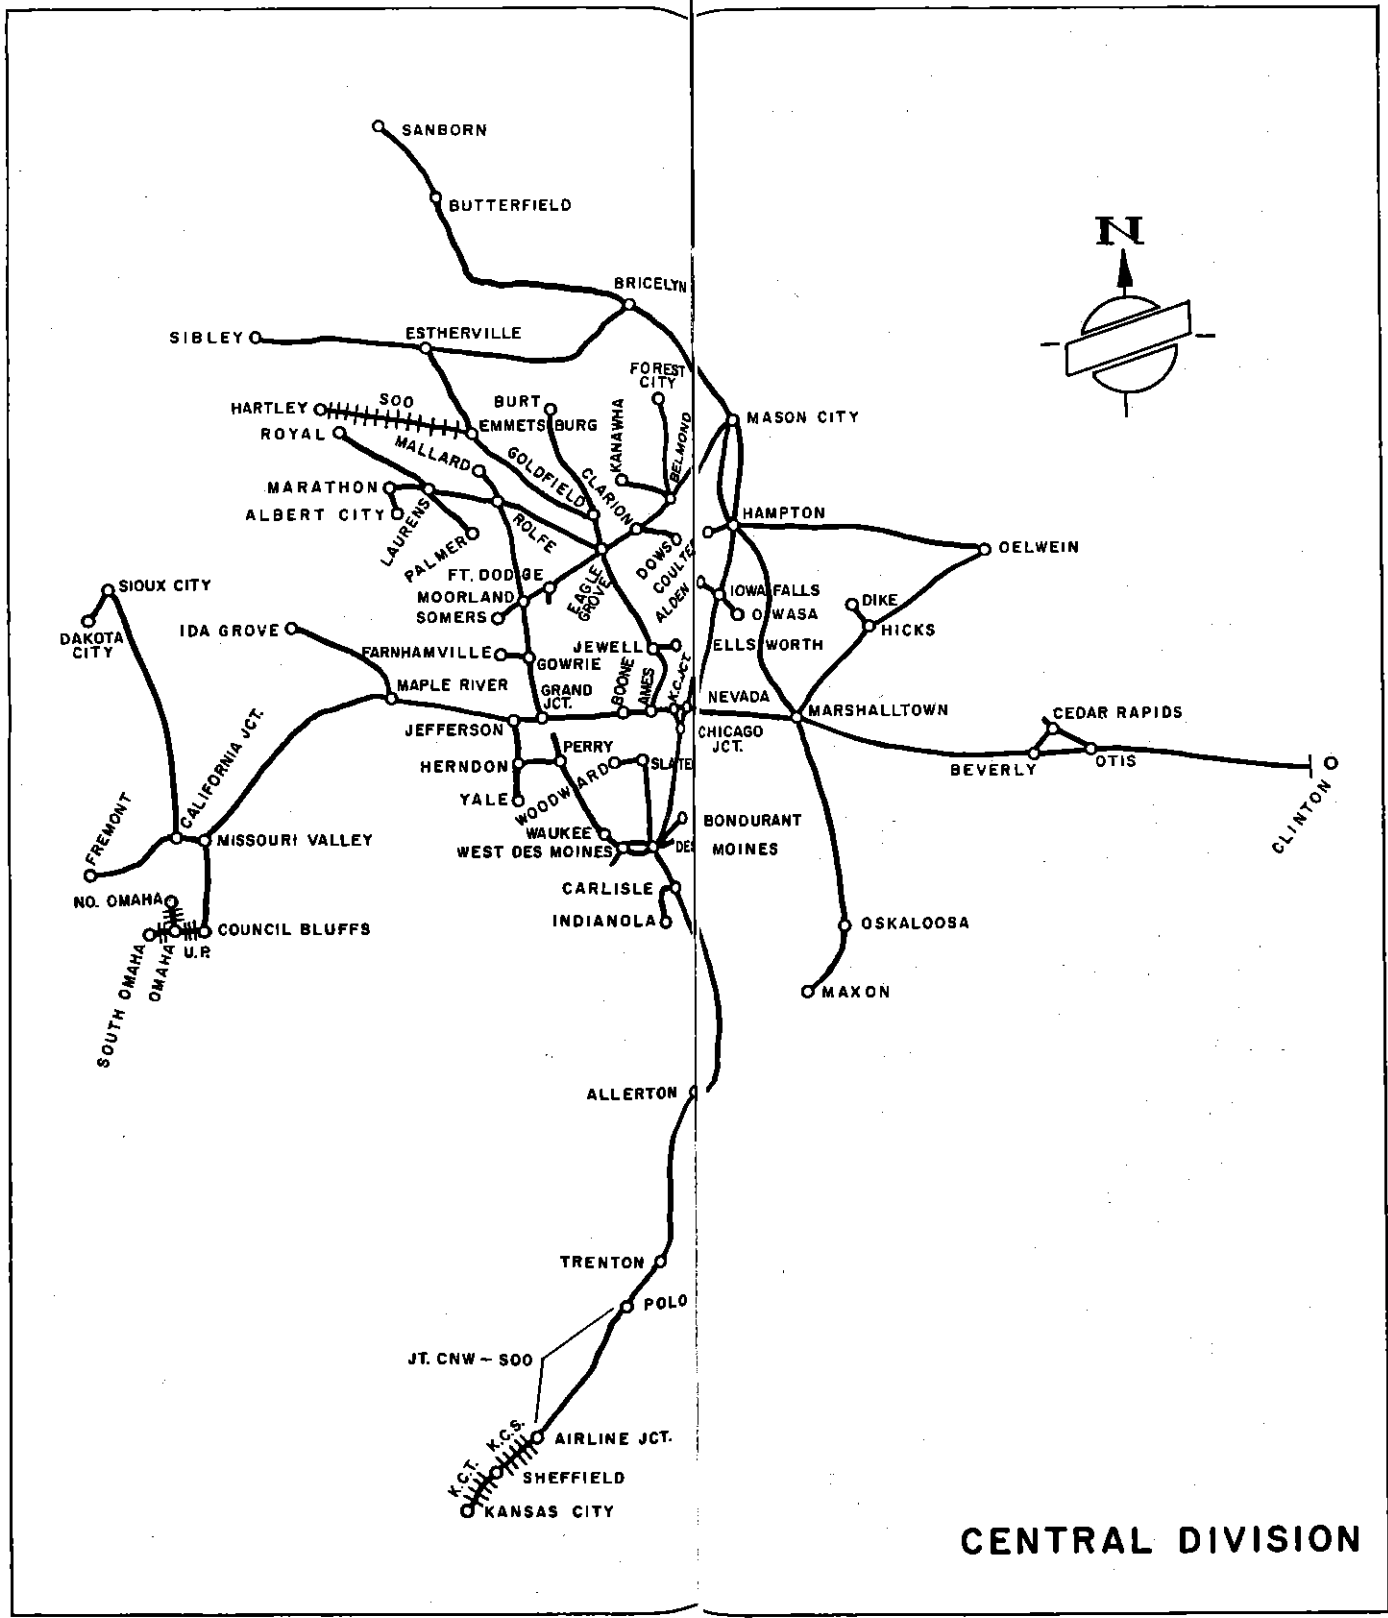 SANBORN
BUTTERFIELD
N
BRICELYN
SIBLEY
ESTHERVILLE
FOREST
CITY
HARTLEY
SOO
BURT
KANAWHA
BELMOND
MASON CITY
ROYAL
EMMETSBURG
MALLARD
GOLDFIELD
CLARION
MARATHON
ALBERT CITY
LAURENS
ROLFE
HAMPTON
PALMER
DOWS
OELWEIN
FT. DODGE
EAGLE
GROVE
ALDEN
SIOUX CITY
MOORLAND
IOWA FALLS
DIKE
SOMERS
OWASA
DAKOTA
CITY
IDA GROVE
HICKS
FARNHAMVILLE
GOWRIE
JEWELL
ELLSWORTH
BOONE
AMES
K.C. JCT.
MAPLE RIVER
GRAND
JCT.
NEVADA
MARSHALLTOWN
CEDAR RAPIDS
JEFFERSON
CHICAGO
JCT.
CALIFORNIA JCT.
PERRY
HERNDON
WOODWARD
SLATE
BEVERLY
OTIS
YALE
CLINTON
FREMONT
MISSOURI VALLEY
WAUKEE
BONDURANT
WEST DES MOINES
DES MOINES
CARLISLE
NO. OMAHA
INDIANOLA
OSKALOOSA
COUNCIL BLUFFS
U.P.
OMAHA
SOUTH OMAHA
MAXON
ALLERTON
TRENTON
POLO
JT. CNW - SOO
K.C.S.
AIRLINE JCT.
K.C.T.
SHEFFIELD
KANSAS CITY
CENTRAL DIVISION